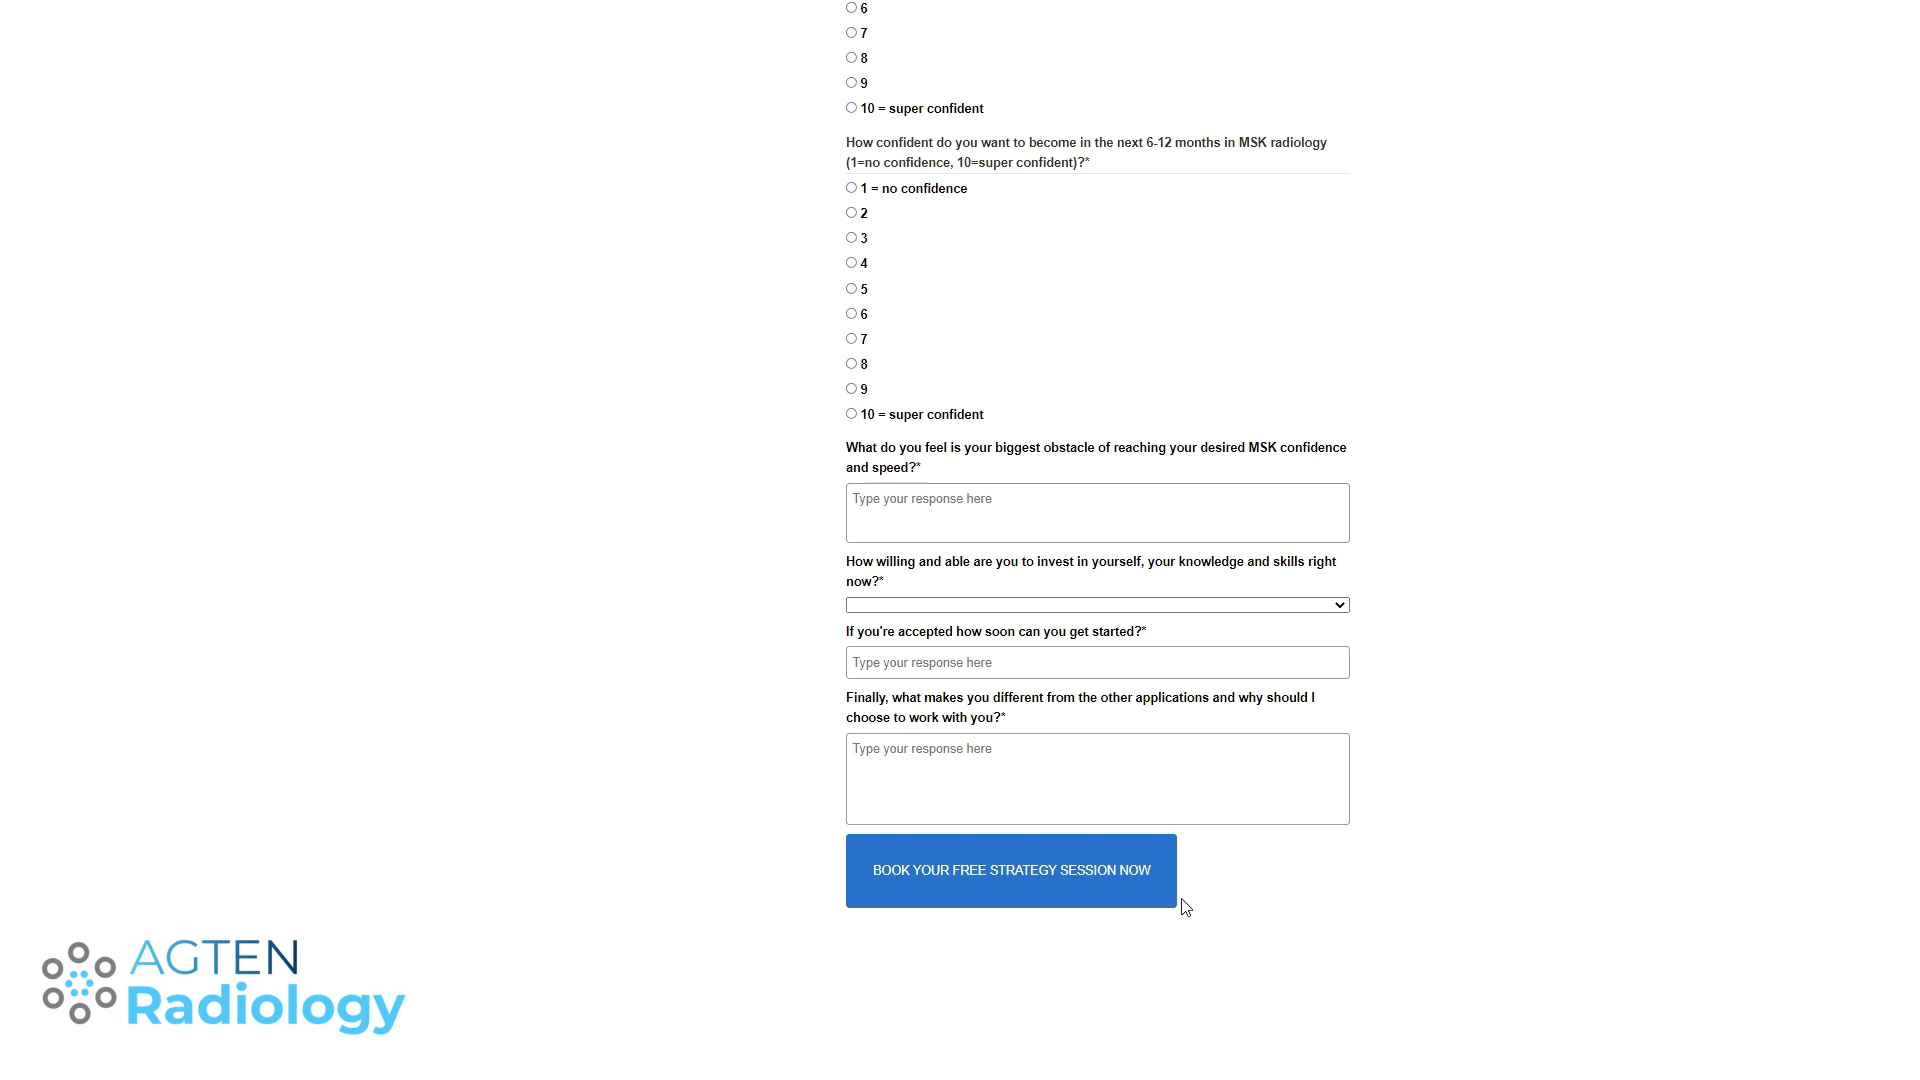 6
7
8
9
10 = super confident
How confident do you want to become in the next 6-12 months in MSK radiology
(1=no confidence, 10=super confident)?*
1 = no confidence
2
3
4
5
6
7
8
9
10 = super confident
What do you feel is your biggest obstacle of reaching your desired MSK confidence
and speed?*
Type your response here
How willing and able are you to invest in yourself, your knowledge and skills right
now?*
If you're accepted how soon can you get started?*
Type your response here
Finally, what makes you different from the other applications and why should I
choose to work with you?*
Type your response here
BOOK YOUR FREE STRATEGY SESSION NOW
AGTEN
Radiology